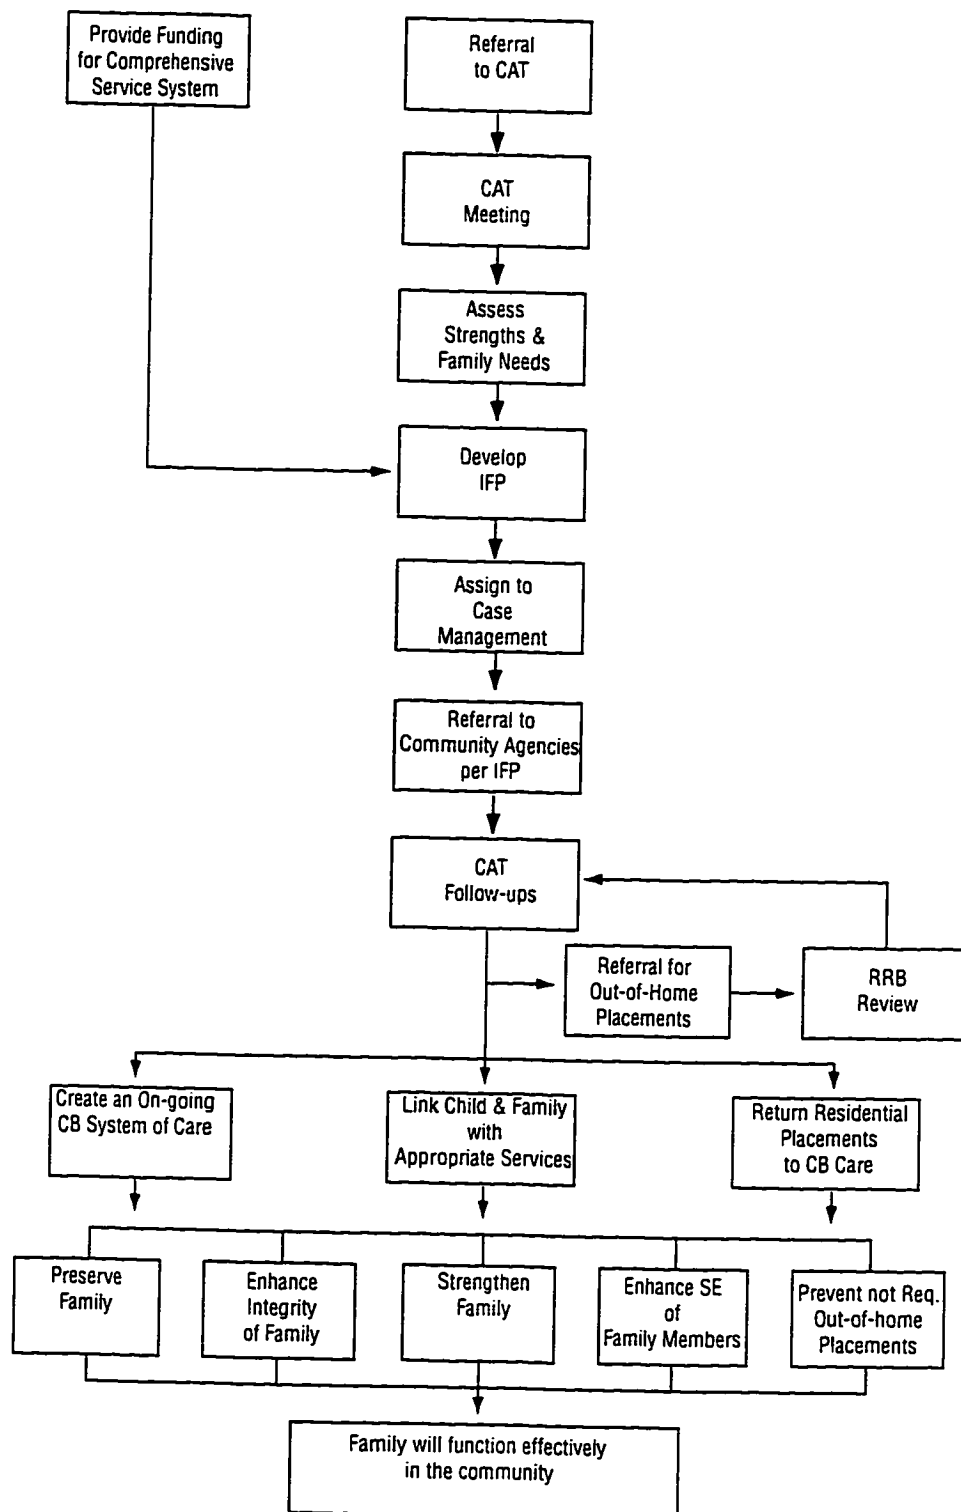 Provide Funding
for Comprehensive
Service System
Referral
to CAT
CAT
Meeting
Assess
Strengths &
Family Needs
Develop
IFP
Assign to
Case
Management
Referral to
Community Agencies
per IFP
CAT
Follow-ups
Referral for
Out-of-Home
Placements
RRB
Review
Create an On-going
CB System of Care
Link Child & Family
with
Appropriate Services
Return Residential
Placements
to CB Care
Preserve
Family
Enhance
Integrity
of Family
Strengthen
Family
Enhance SE
of
Family Members
Prevent not Req.
Out-of-home
Placements
Family will function effectively
in the community